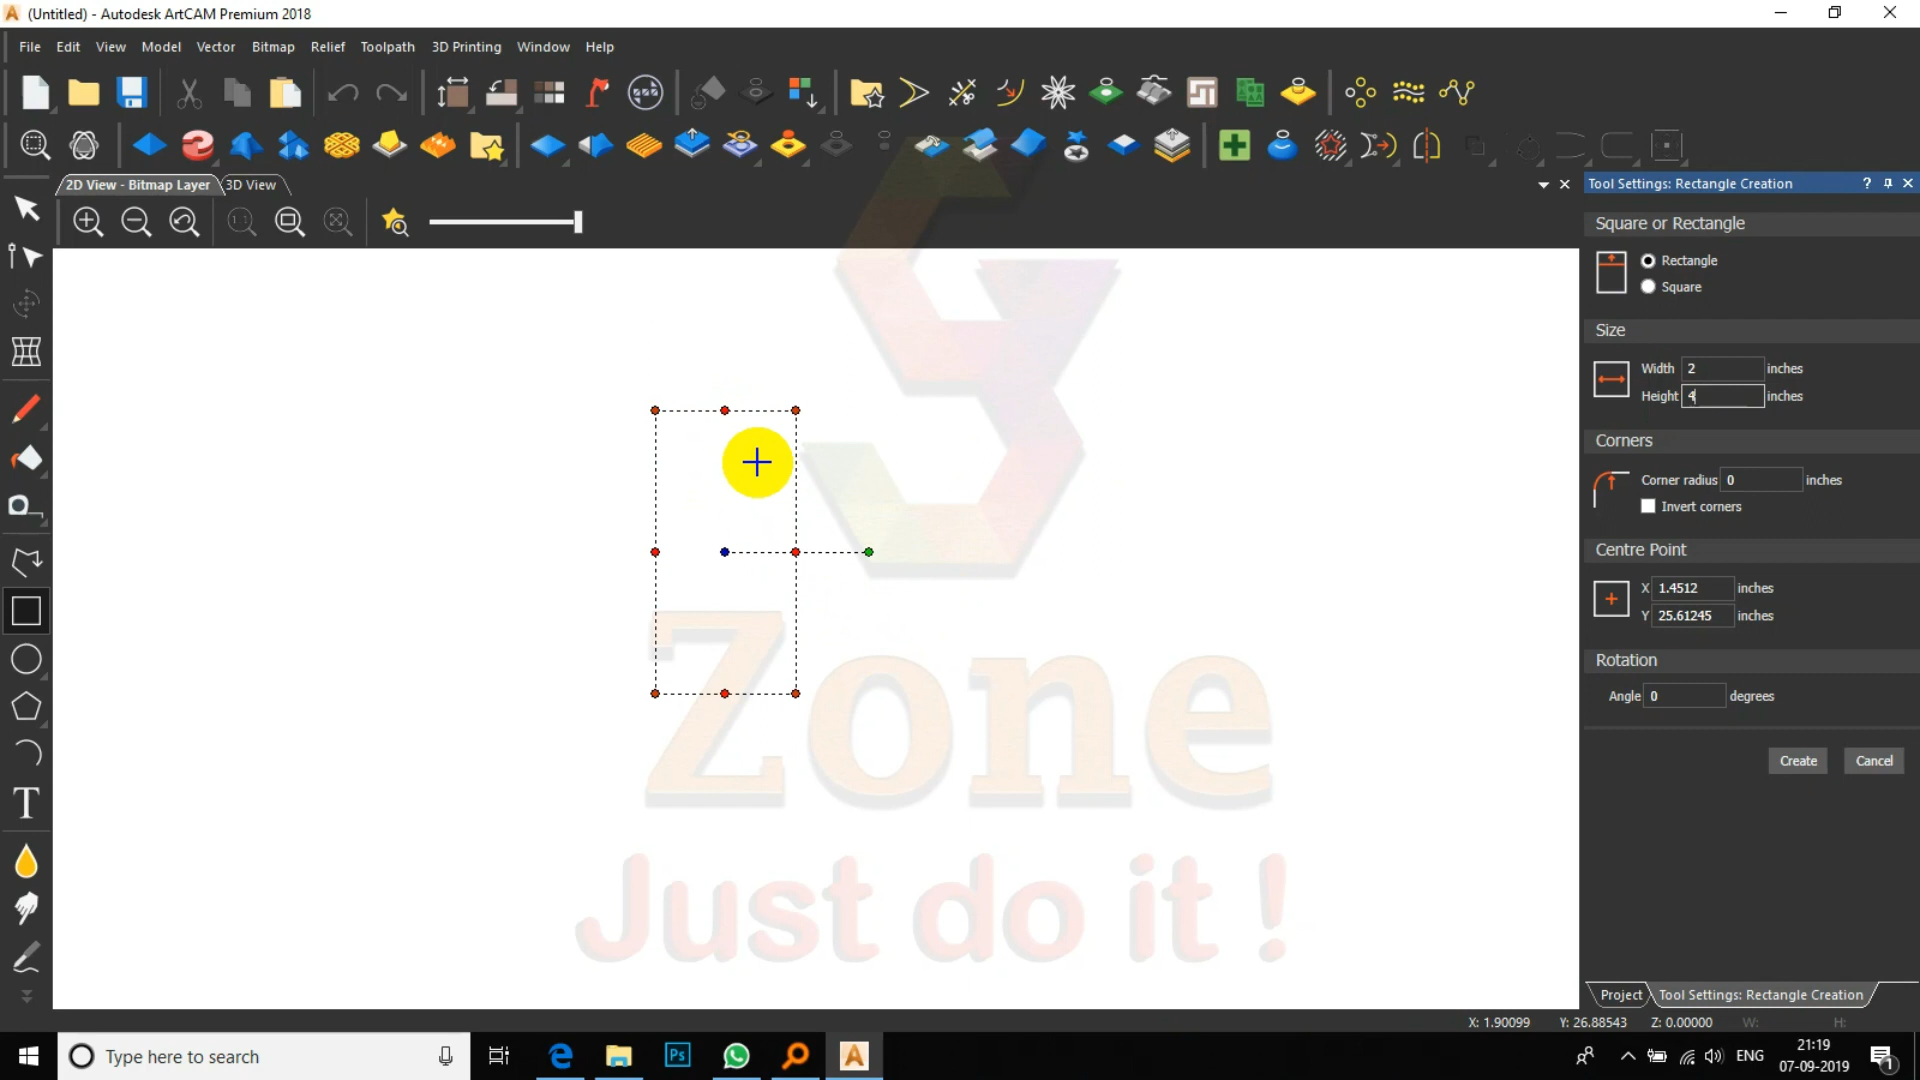 (Untitled) - Autodesk ArtCAM Premium 2018
File Edit View Model Vector Bitmap Relief Toolpath 3D Printing Window Help
2D View - Bitmap Layer 3D View
Tool Settings: Rectangle Creation
Square or Rectangle
Rectangle
Square
Size
Width 2 inches
Height 4 inches
Corners
Corner radius 0 inches
Invert corners
Centre Point
X 1.4512 inches
Y 25.61245 inches
Rotation
Angle 0 degrees
Create Cancel
Zone
Just do it !
Project Tool Settings: Rectangle Creation
X: 1.90099 Y: 26.88543 Z: 0.00000 W: H:
Type here to search
Ps
ENG
21:19
07-09-2019
1